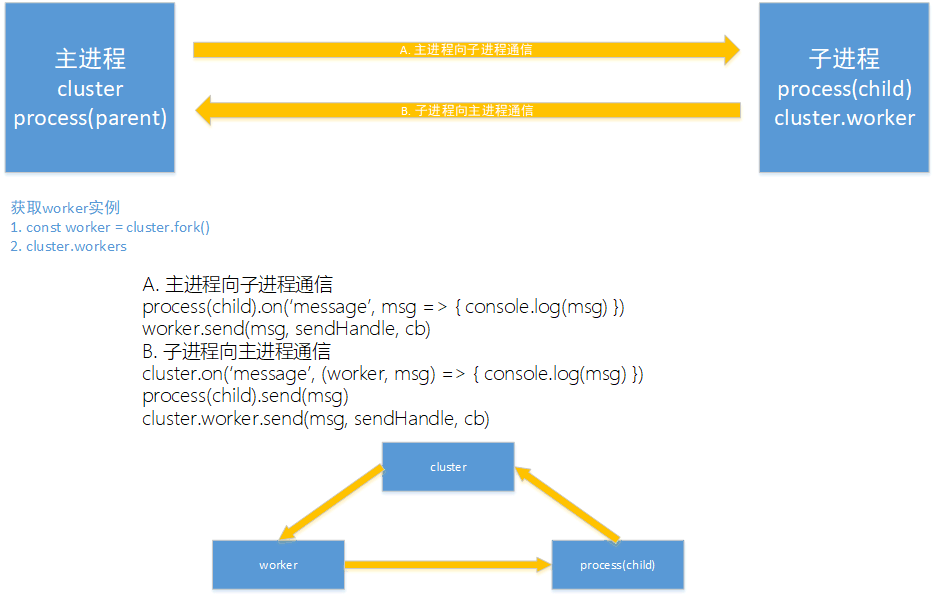 主进程
cluster
process(parent)
A. 主进程向子进程通信
B. 子进程向主进程通信
子进程
process(child)
cluster.worker
获取worker实例
1. const worker = cluster.fork()
2. cluster.workers
A. 主进程向子进程通信
process(child).on(‘message’, msg => { console.log(msg) })
worker.send(msg, sendHandle, cb)
B. 子进程向主进程通信
cluster.on(‘message’, (worker, msg) => { console.log(msg) })
process(child).send(msg)
cluster.worker.send(msg, sendHandle, cb)
cluster
worker
process(child)